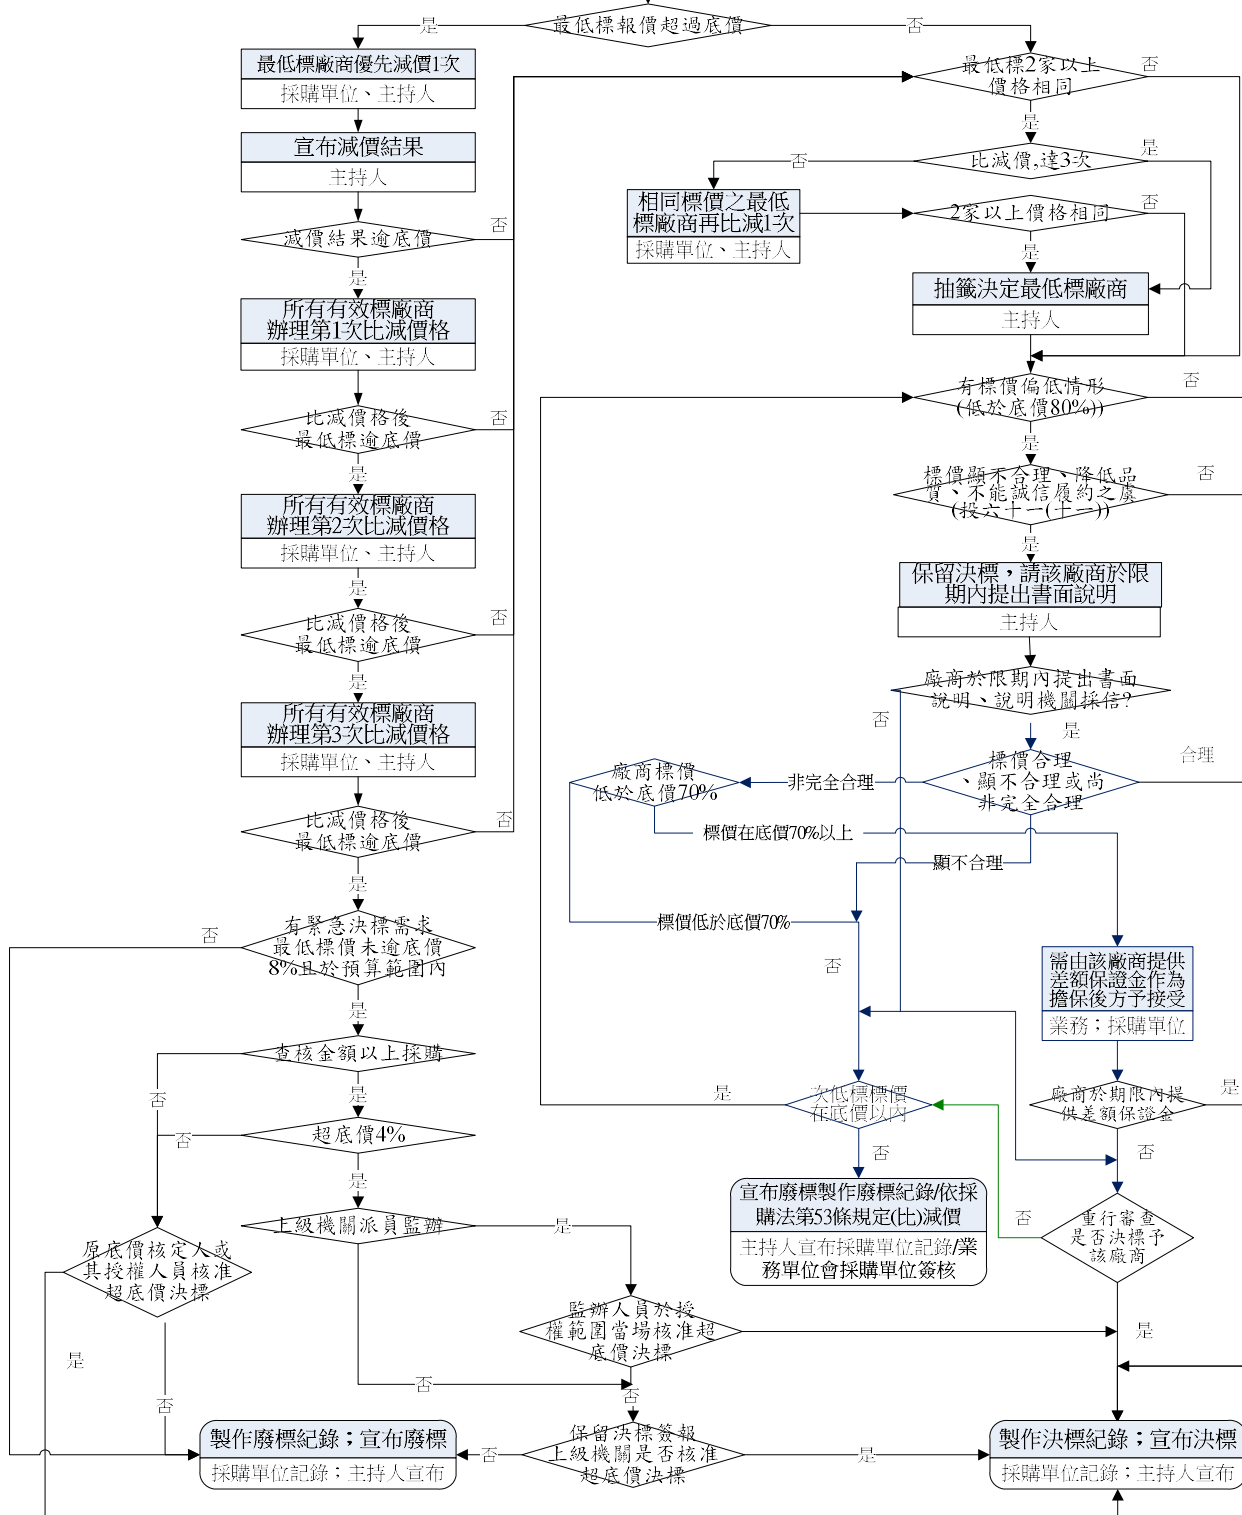 最低標報價超過底價
是
否
最低標廠商優先減價1次
採購單位、主持人
宣布減價結果
主持人
減價結果逾底價
否
是
所有有效標廠商
辦理第1次比減價格
採購單位、主持人
比減價格後
最低標逾底價
否
是
所有有效標廠商
辦理第2次比減價格
採購單位、主持人
是
比減價格後
最低標逾底價
否
是
所有有效標廠商
辦理第3次比減價格
採購單位、主持人
比減價格後
最低標逾底價
否
是
有緊急決標需求
最低標價未逾底價
8%且於預算範圍內
否
是
查核金額以上採購
否
是
超底價4%
否
是
上級機關派員監辦
是
否
原底價核定人或
其授權人員核准
超底價決標
是
否
監辦人員於授
權範圍當場核准超
底價決標
否
保留決標簽報
上級機關是否核准
超底價決標
否
是
製作廢標紀錄；宣布廢標
採購單位記錄；主持人宣布
最低標2家以上
價格相同
否
是
比減價,達3次
否
是
相同標價之最低
標廠商再比減1次
採購單位、主持人
2家以上價格相同
否
是
抽籤決定最低標廠商
主持人
有標價偏低情形
(低於底價80%))
否
是
標價顯不合理、降低品
質、不能誠信履約之虞
(投六十一(十一))
否
是
保留決標，請該廠商於限
期內提出書面說明
主持人
廠商於限期內提出書面
說明、說明機關採信?
否
是
標價合理
、顯不合理或尚
非完全合理
合理
非完全合理
顯不合理
廠商標價
低於底價70%
標價在底價70%以上
標價低於底價70%
否
需由該廠商提供
差額保證金作為
擔保後方予接受
業務；採購單位
廠商於期限內提
供差額保證金
是
否
次低標標價
在底價以內
是
否
宣布廢標製作廢標紀錄/依採
購法第53條規定(比)減價
主持人宣布採購單位記錄/業
務單位會採購單位簽核
重行審查
是否決標予
該廠商
否
是
製作決標紀錄；宣布決標
採購單位記錄；主持人宣布